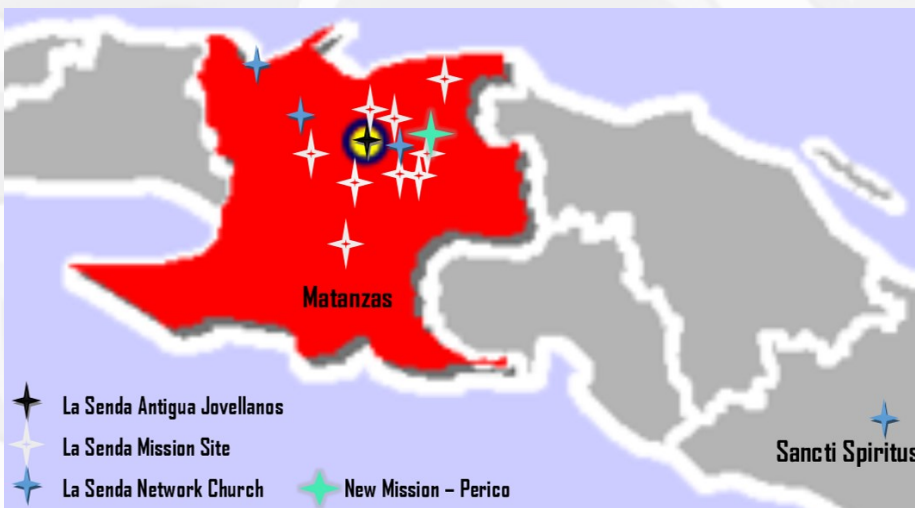 Matanzas
La Senda Antigua Jovellanos
La Senda Mission Site
Sancti Spiritus
La Senda Network Church
New Mission – Perico